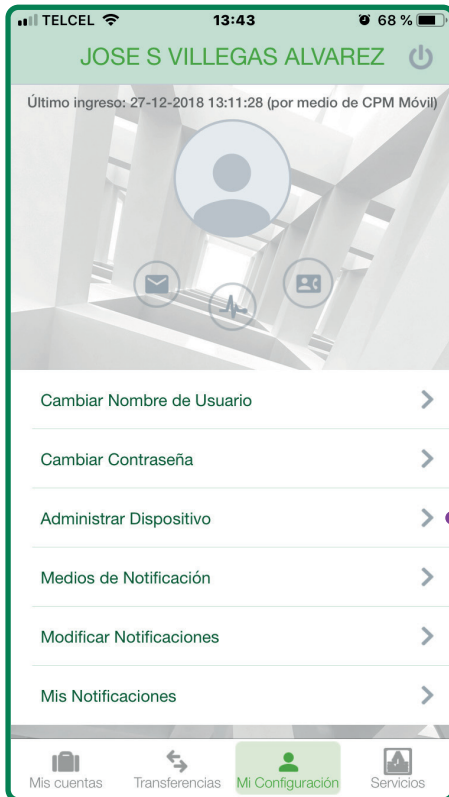 TELCEL 13:43 68 %
JOSE S VILLEGAS ALVAREZ
Último ingreso: 27-12-2018 13:11:28 (por medio de CPM Móvil)
Cambiar Nombre de Usuario
Cambiar Contraseña
Administrar Dispositivo
Medios de Notificación
Modificar Notificaciones
Mis Notificaciones
Mis cuentas Transferencias Mi Configuración Servicios